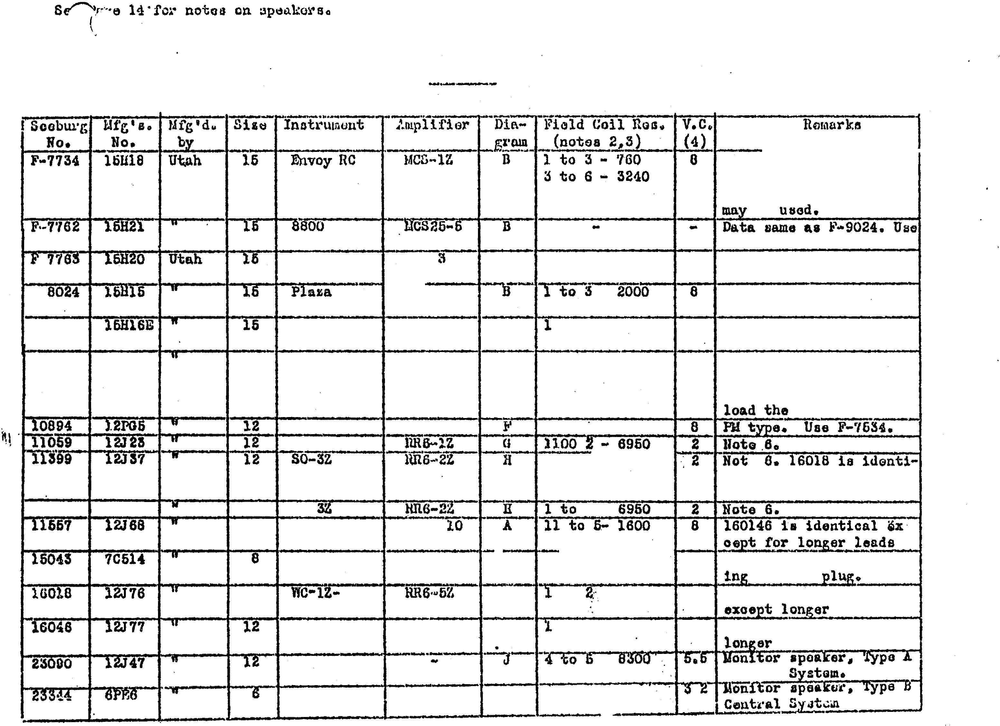 14 for notes on speakers.
Seeburg No. Mfg's. No. Mfg'd. by Size Instrument Amplifier Dia- gram Field Coil Res. (notes 2,3) V.C. (4) Remarks
F-7734 15H18 Utah 15 Envoy RC MCS-1Z B 1 to 3 - 760 8
3 to 6 - 3240
may used.
F-7762 15H21 " 15 8800 MCS25-5 B - - Data same as F-9024. Use
F 7763 15H20 Utah 15 3
8024 15H15 " 15 Plaza B 1 to 3 2000 8
15H16E " 15 1
"
load the
10894 12PG5 " 12 F 8 PM type. Use F-7534.
11059 12J23 " 12 RR6-1Z G 1100 2 - 6950 2 Note 6.
11399 12J37 " 12 SO-3Z RR6-2Z H 2 Not 6. 16018 is identi-
" 3Z RR6-2Z H 1 to 6950 2 Note 6.
11557 12J68 " 10 A 11 to 5- 1600 8 160146 is identical ex
cept for longer leads
15043 7C514 " 8
ing plug.
16018 12J76 " WC-1Z- RR6-5Z 1 2
except longer
16046 12J77 " 12 1
longer
23090 12J47 " 12 - J 4 to 5 8300 5.5 Monitor speaker, Type A
System.
23344 6PE6 " 6 3 2 Monitor speaker, Type B
Central System